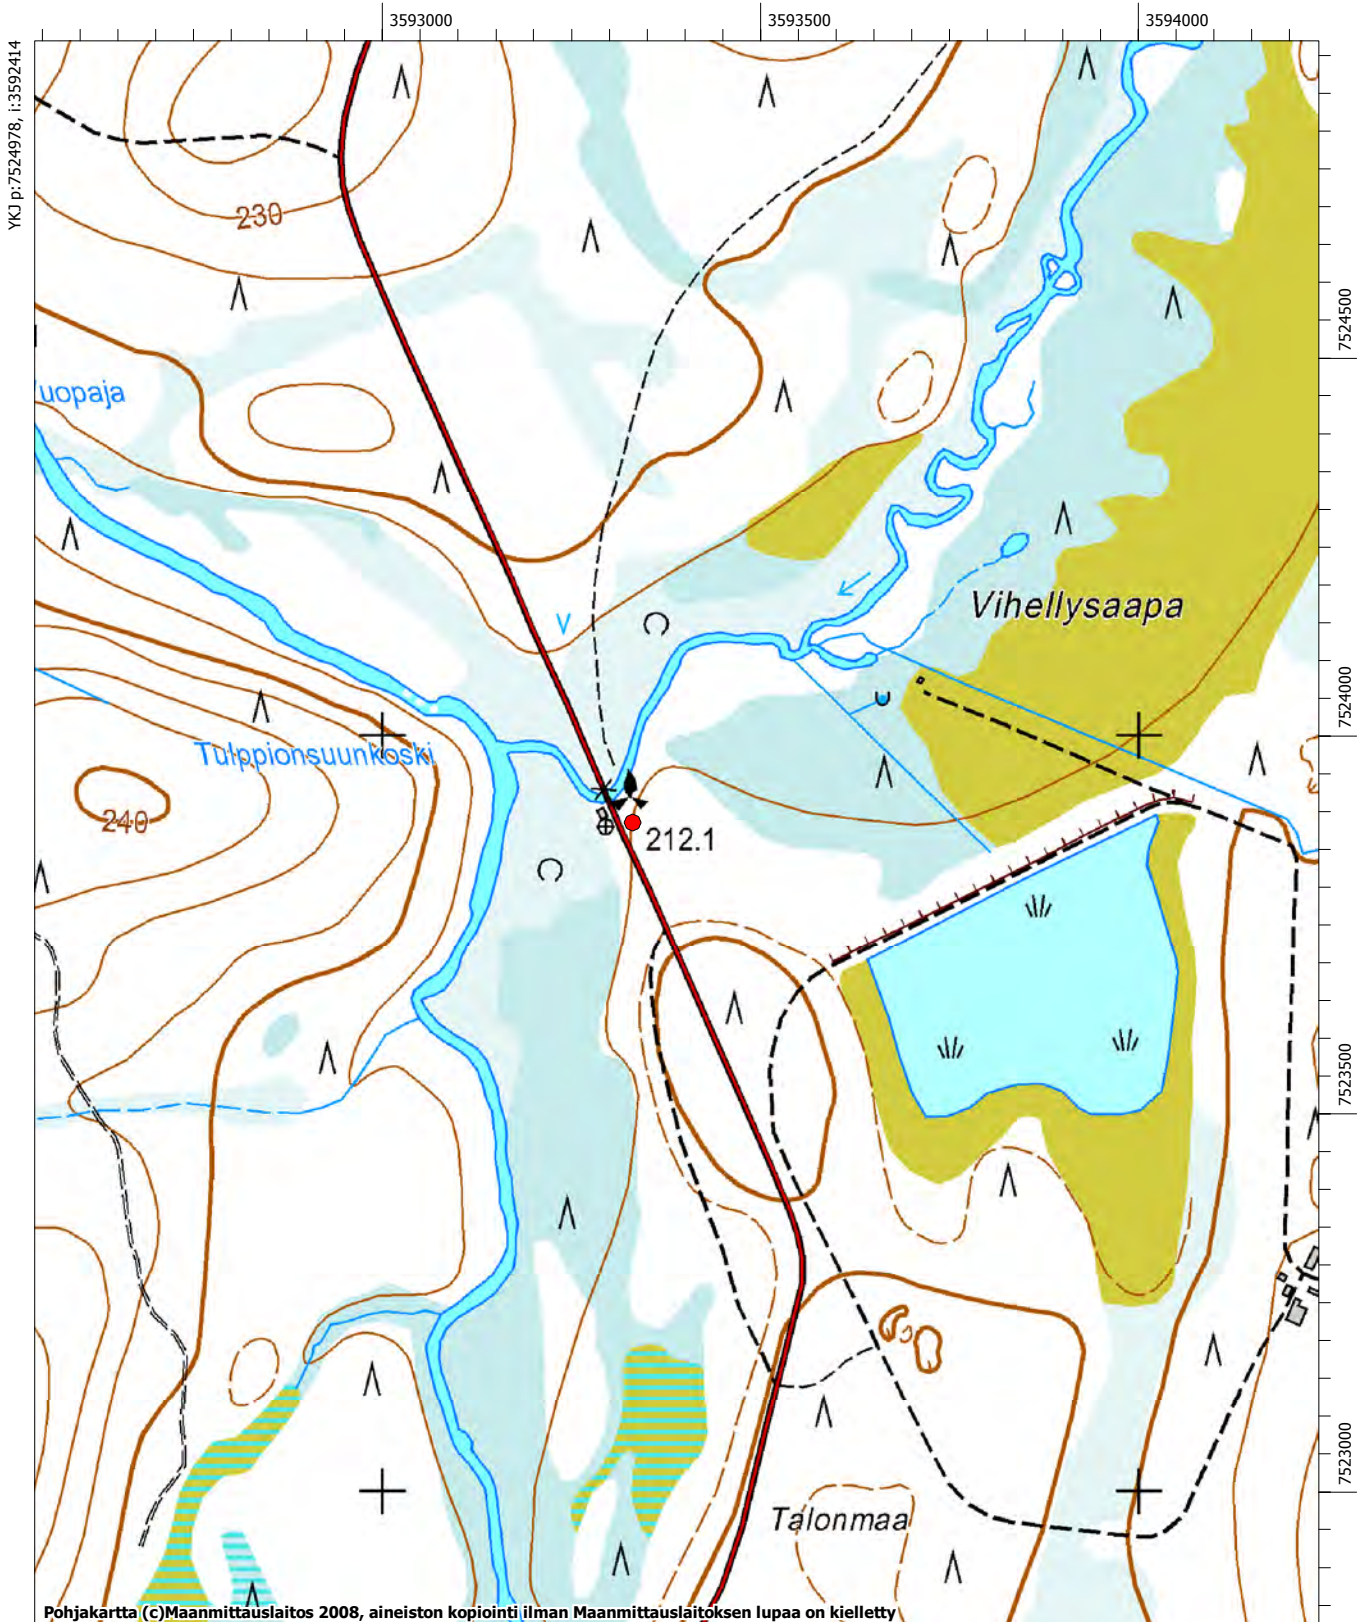 3593000
3593500
3594000
YKJ p:7524978, i:3592414
230
7524500
uopaja
Vihellysaapa
V
7524000
Tulppionsuunkoski
240
212.1
7523500
7523000
Talonmaa
Pohjakartta (c)Maanmittauslaitos 2008, aineiston kopiointi ilman Maanmittauslaitoksen lupaa on kielletty